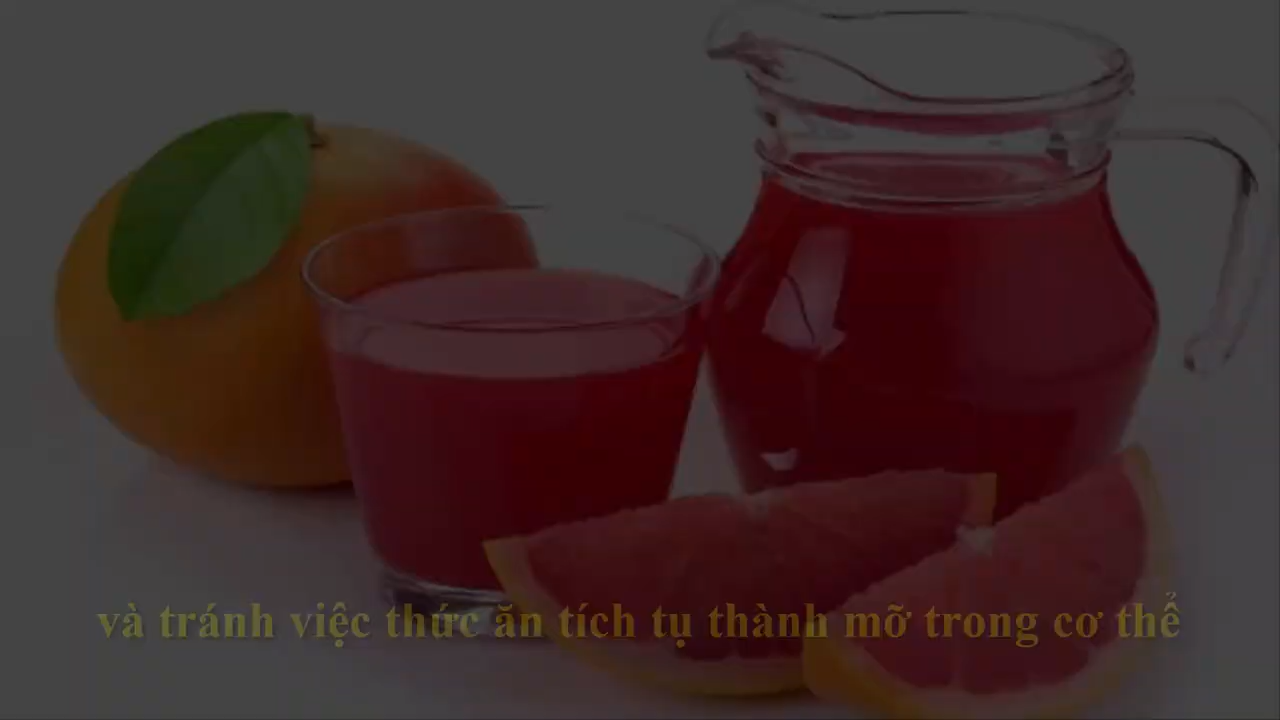 và tránh việc thức ăn tích tụ thành mỡ trong cơ thể